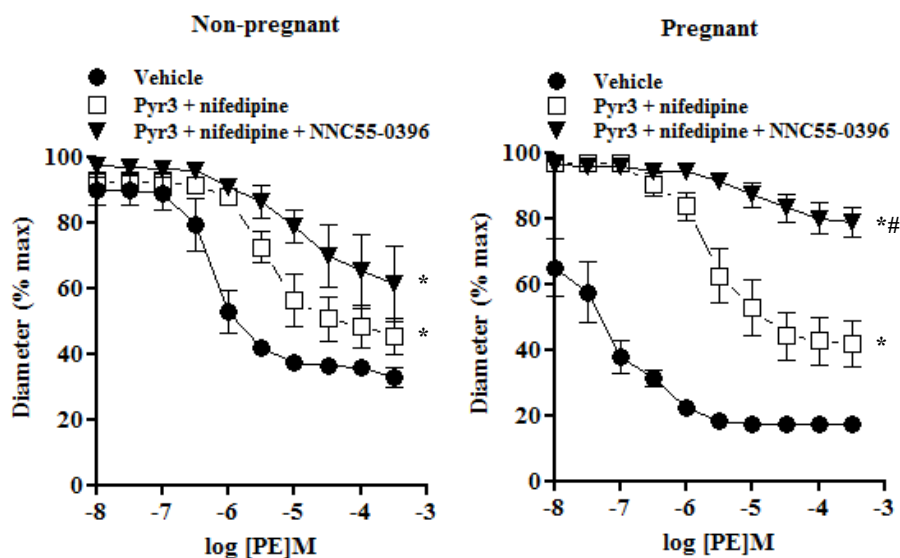 Non-pregnant
Vehicle
Pyr3 + nifedipine
Pyr3 + nifedipine + NNC55-0396
100
80
60
40
20
0
Diameter (% max)
*
*
-8 -7 -6 -5 -4 -3
log [PE]M
Pregnant
Vehicle
Pyr3 + nifedipine
Pyr3 + nifedipine + NNC55-0396
100
80
60
40
20
0
Diameter (% max)
*#
*
-8 -7 -6 -5 -4 -3
log [PE]M